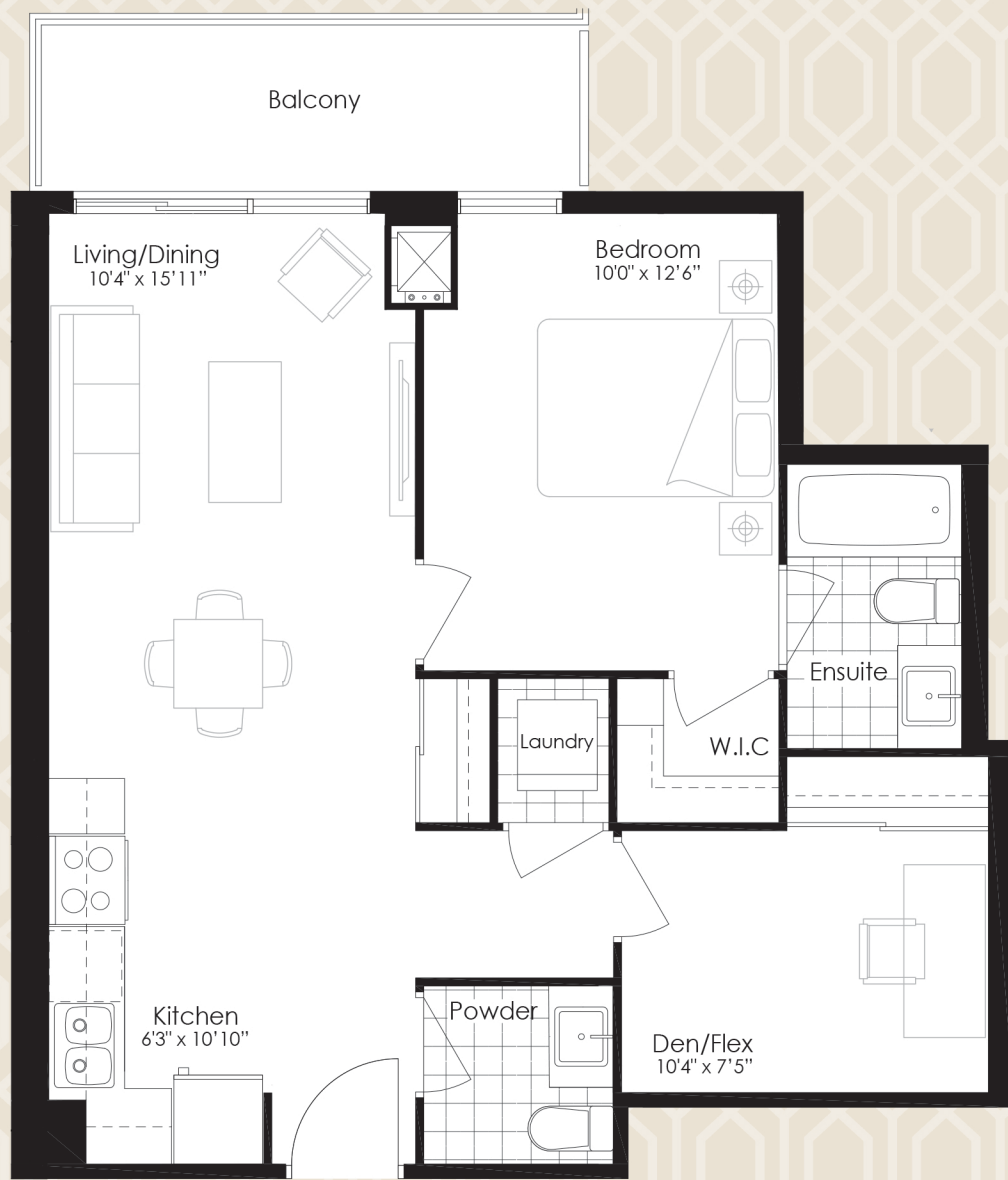 Balcony
Living/Dining
10'4" x 15’11”
Bedroom
10'0" x 12’6”
Ensuite
Laundry
W.I.C
Kitchen
6'3" x 10’10”
Powder
Den/Flex
10'4" x 7’5”